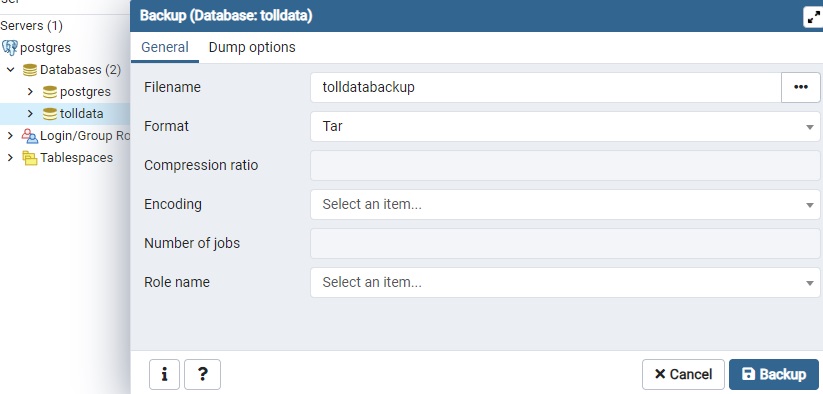 Backup (Database: tolldata)
Servers (1)
postgres
Databases (2)
postgres
tolldata
Login/Group Ro
Tablespaces
General Dump options
Filename tolldatabackup
Format Tar
Compression ratio
Encoding Select an item...
Number of jobs
Role name Select an item...
i ? Cancel Backup